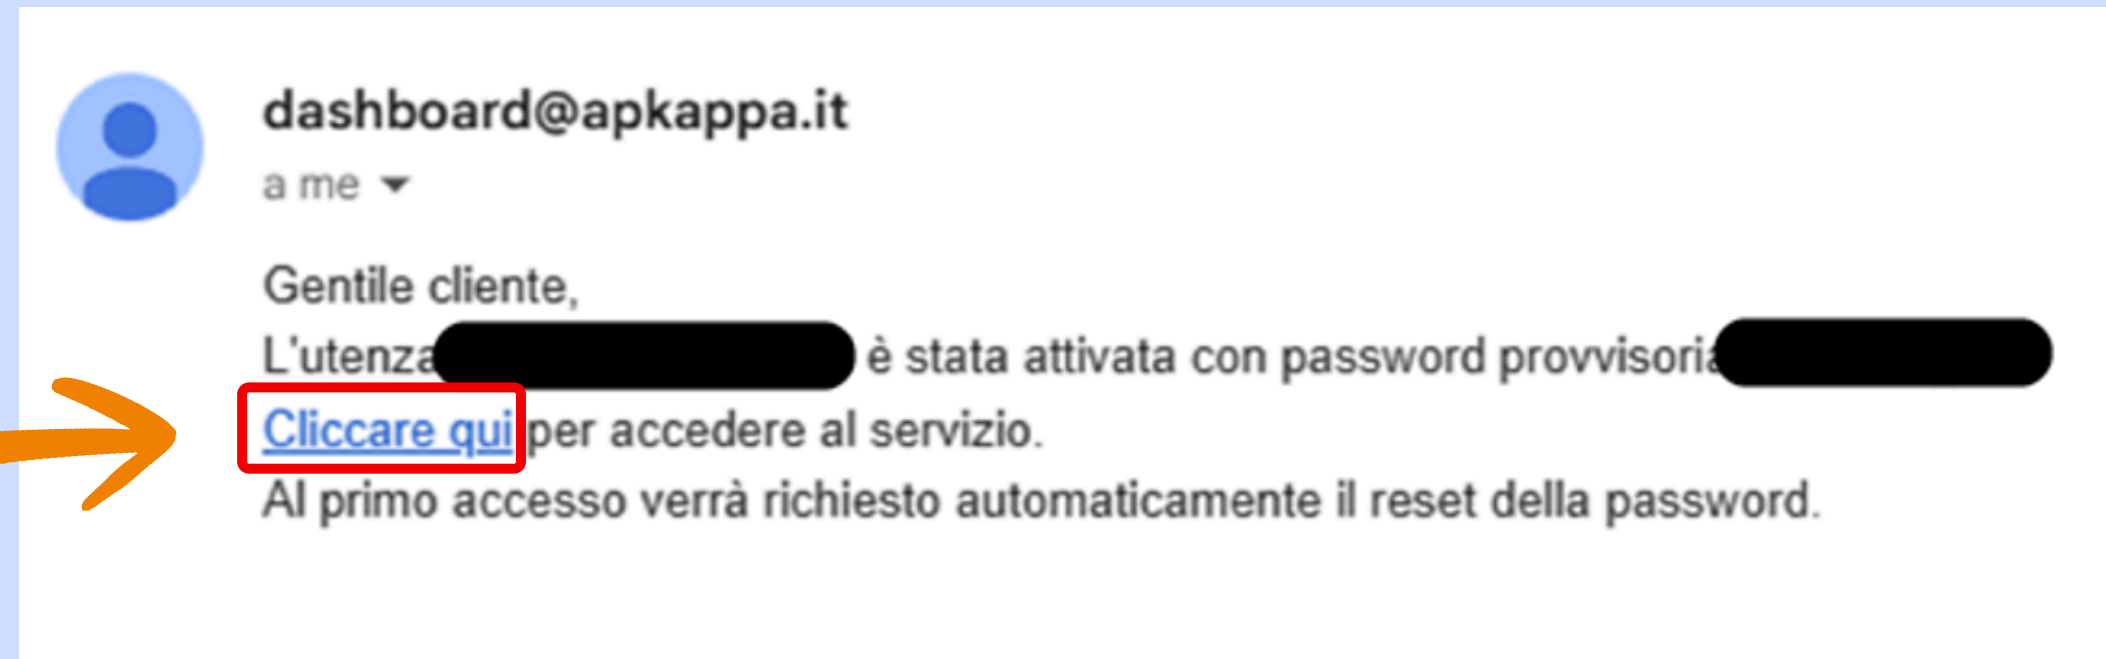 dashboard@apkappa.it
a me
Gentile cliente,
L'utenza è stata attivata con password provvisoria
Cliccare qui per accedere al servizio.
Al primo accesso verrà richiesto automaticamente il reset della password.